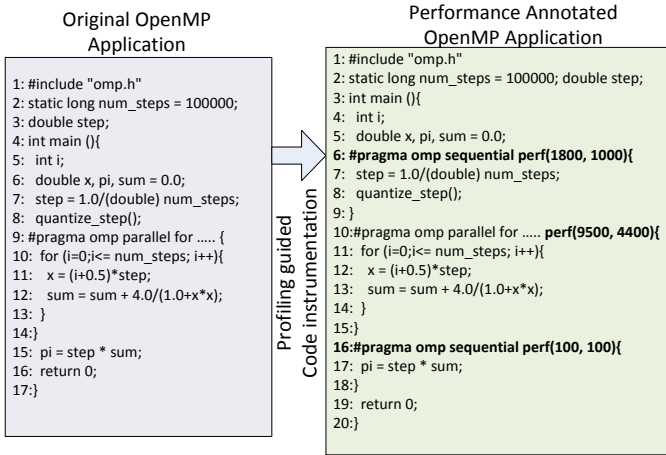 Original OpenMP
Application
1: #include "omp.h"
2: static long num_steps = 100000;
3: double step;
4: int main (){
5:   int i;
6:   double x, pi, sum = 0.0;
7:   step = 1.0/(double) num_steps;
8:   quantize_step();
9: #pragma omp parallel for ..... {
10:  for (i=0;i<= num_steps; i++){
11:   x = (i+0.5)*step;
12:    sum = sum + 4.0/(1.0+x*x);
13:  }
14:}
15:  pi = step * sum;
16:  return 0;
17:}
Profiling guided
Code instrumentation
Performance Annotated
OpenMP Application
1: #include "omp.h"
2: static long num_steps = 100000; double step;
3: int main (){
4:   int i;
5:   double x, pi, sum = 0.0;
6: #pragma omp sequential perf(1800, 1000){
7:   step = 1.0/(double) num_steps;
8:   quantize_step();
9: }
10:#pragma omp parallel for ..... perf(9500, 4400){
11:  for (i=0;i<= num_steps; i++){
12:   x = (i+0.5)*step;
13:    sum = sum + 4.0/(1.0+x*x);
14:  }
15:}
16:#pragma omp sequential perf(100, 100){
17:  pi = step * sum;
18:}
19:  return 0;
20:}